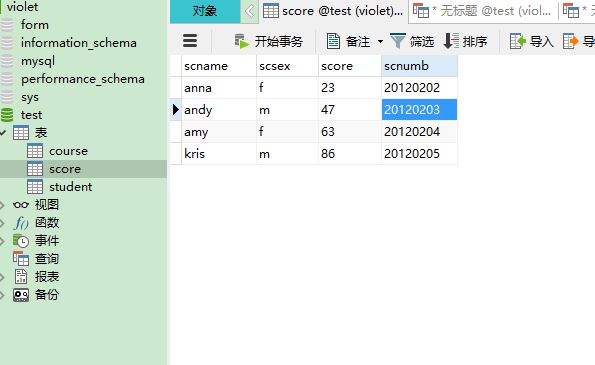 violet
form
information_schema
mysql
performance_schema
sys
test
表
course
score
student
视图
f() 函数
事件
查询
报表
备份
对象 score @test (violet)... * 无标题 @test (viole... * 无
开始事务 备注 筛选 排序 导入 导
scname scsex score scnumb
anna f 23 20120202
andy m 47 20120203
amy f 63 20120204
kris m 86 20120205